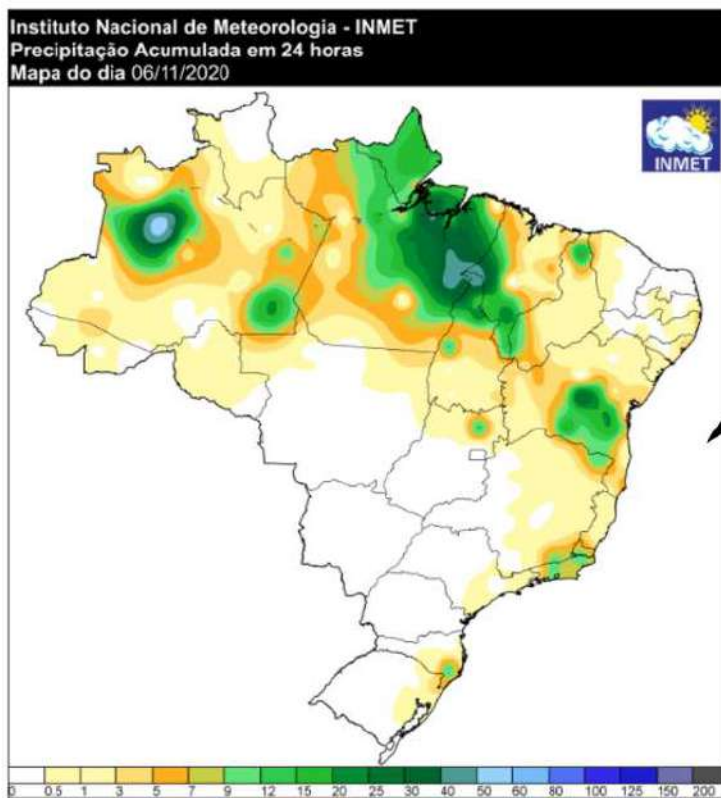 Instituto Nacional de Meteorologia - INMET
Precipitação Acumulada em 24 horas
Mapa do dia 06/11/2020
INMET
0 0.5 1 3 5 7 9 12 15 20 25 30 40 50 60 80 100 125 150 200